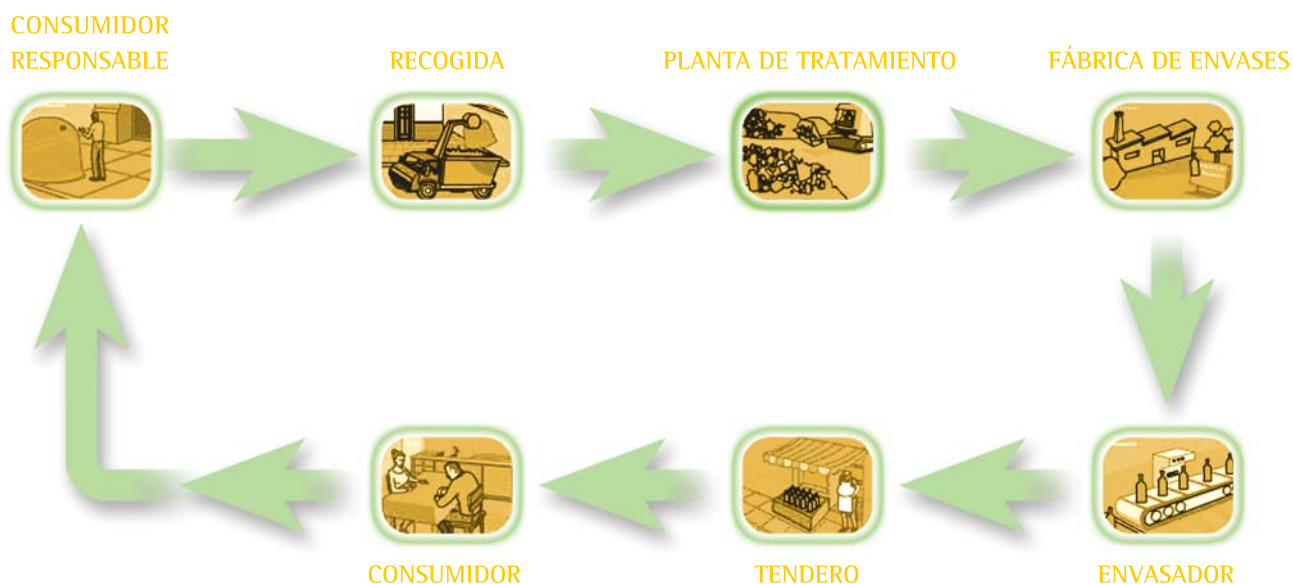 CONSUMIDOR
RESPONSABLE
RECOGIDA
PLANTA DE TRATAMIENTO
FÁBRICA DE ENVASES
CONSUMIDOR
TENDERO
ENVASADOR